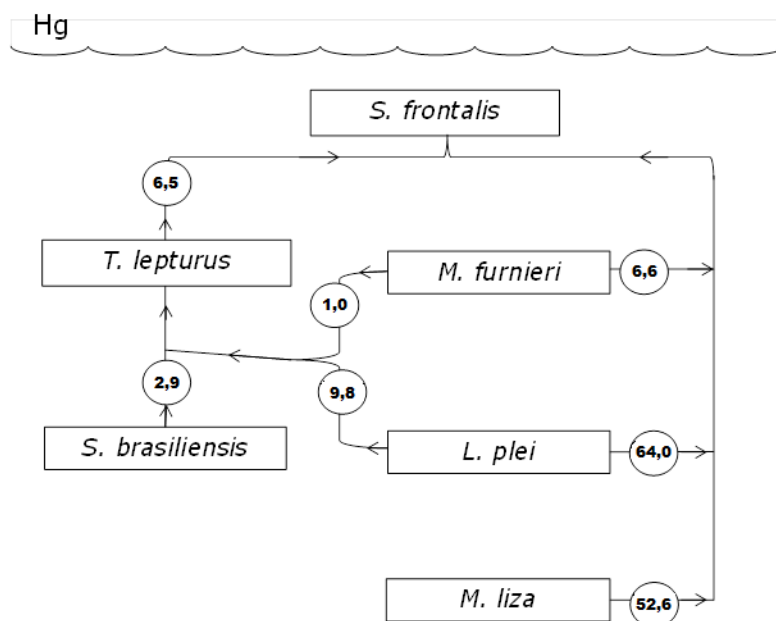 Hg
S. frontalis
6,5
T. lepturus
M. furnieri
6,6
1,0
2,9
9,8
S. brasiliensis
L. plei
64,0
M. liza
52,6